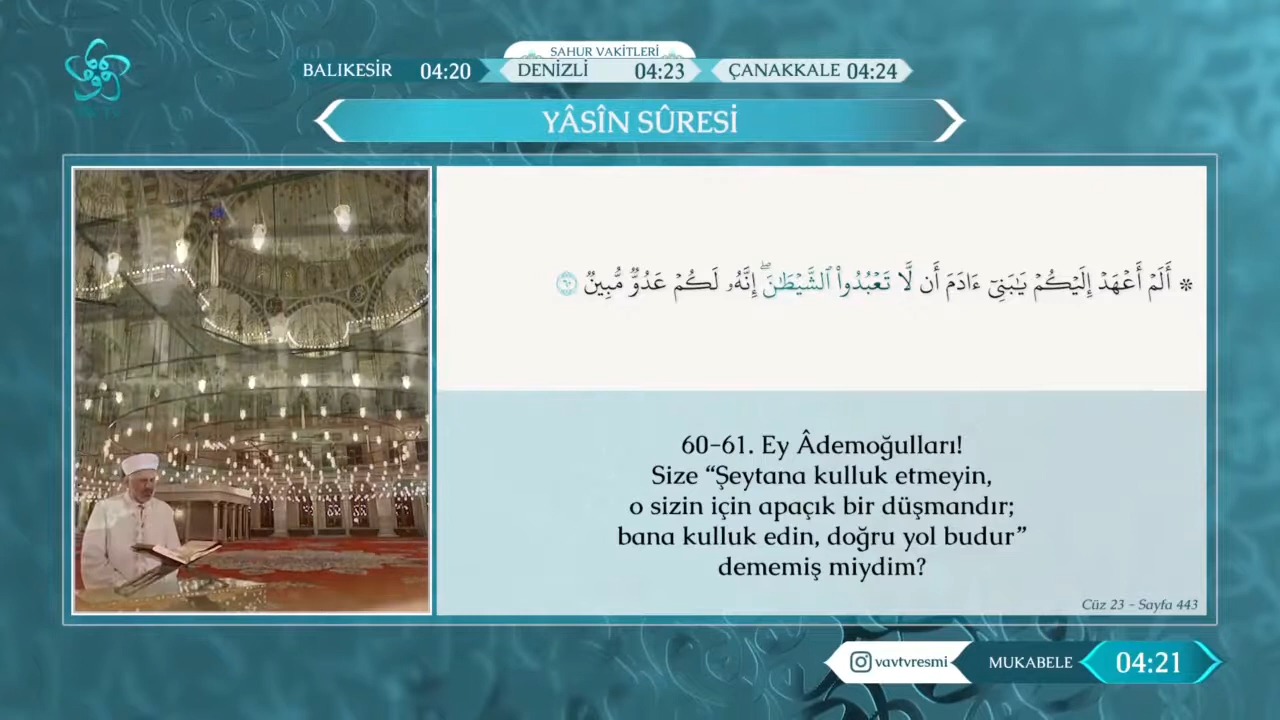 SAHUR VAKİTLERİ
BALIKESİR 04:20 DENİZLİ 04:23 ÇANAKKALE 04:24
YÂSÎN SÛRESİ
۞ أَلَمْ أَعْهَدْ إِلَيْكُمْ يَٰبَنِىٓ ءَادَمَ أَن لَّا تَعْبُدُوا۟ ٱلشَّيْطَٰنَ ۖ إِنَّهُۥ لَكُمْ عَدُوٌّ مُّبِينٌ ٦٠
60-61. Ey Âdemoğulları!
Size “Şeytana kulluk etmeyin,
o sizin için apaçık bir düşmandır;
bana kulluk edin, doğru yol budur”
dememiş miydim?
Cüz 23 - Sayfa 443
vavtvresmi MUKABELE 04:21